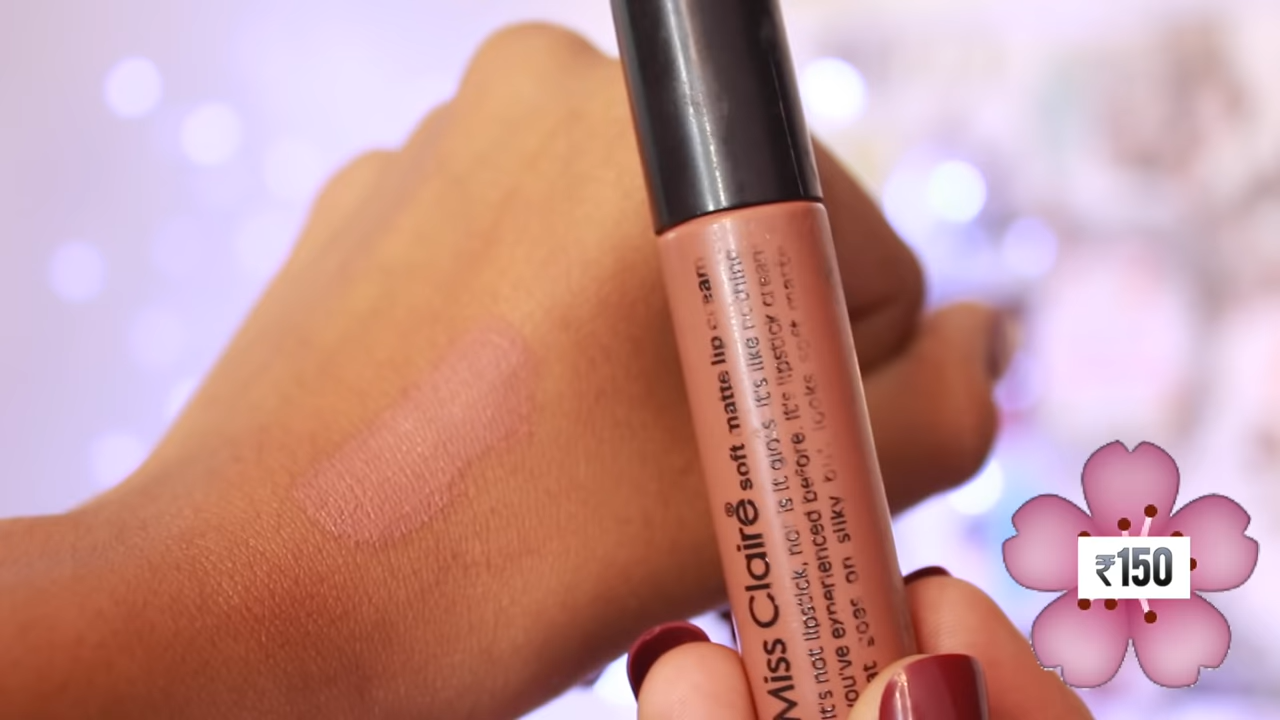 Miss Claire® soft matte lip cream
It's not lipstick, nor is it gloss. It's like nothing
you've experienced before. It's lipstick cream
goes on silky but looks soft matte
₹150